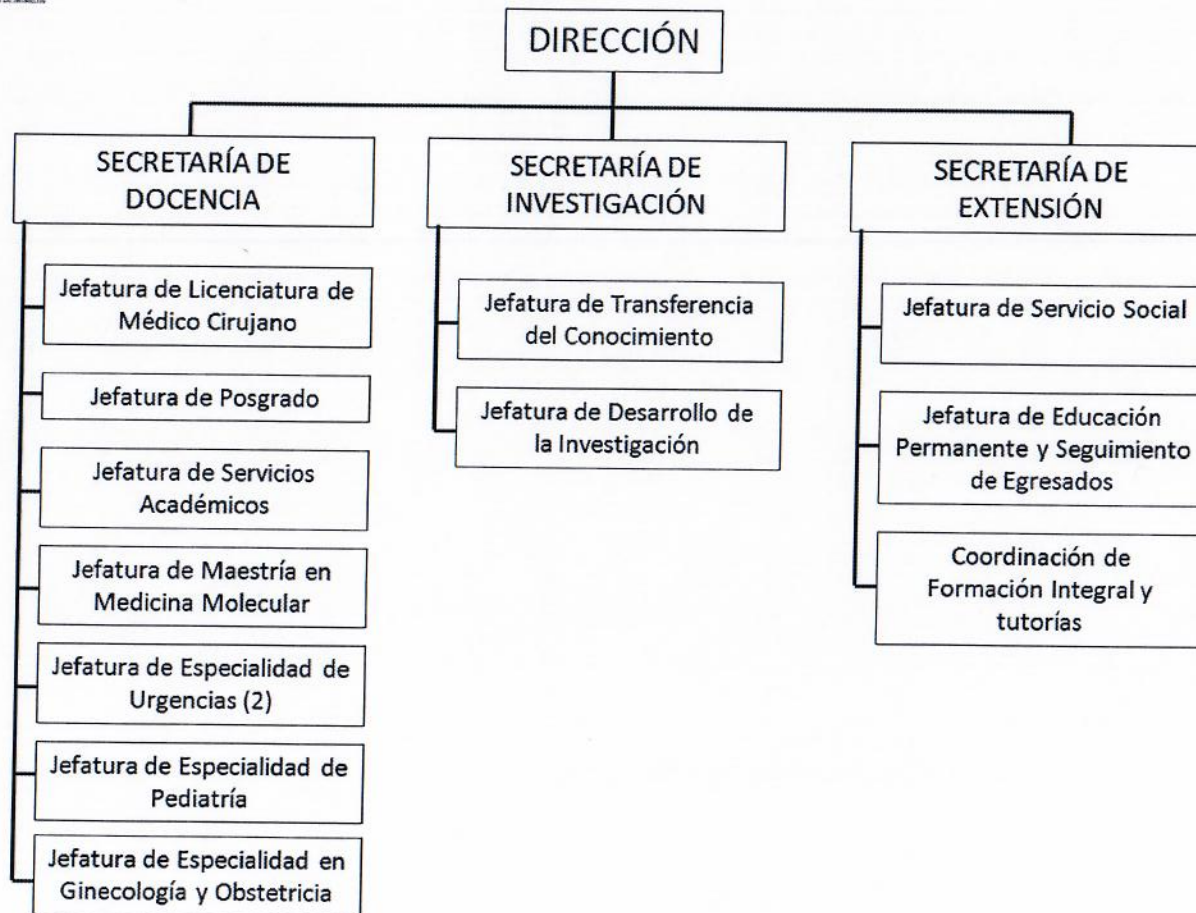 DIRECCIÓN
SECRETARÍA DE
DOCENCIA
Jefatura de Licenciatura de
Médico Cirujano
Jefatura de Posgrado
Jefatura de Servicios
Académicos
Jefatura de Maestría en
Medicina Molecular
Jefatura de Especialidad de
Urgencias (2)
Jefatura de Especialidad de
Pediatría
Jefatura de Especialidad en
Ginecología y Obstetricia
SECRETARÍA DE
INVESTIGACIÓN
Jefatura de Transferencia
del Conocimiento
Jefatura de Desarrollo de
la Investigación
SECRETARÍA DE
EXTENSIÓN
Jefatura de Servicio Social
Jefatura de Educación
Permanente y Seguimiento
de Egresados
Coordinación de
Formación Integral y
tutorías